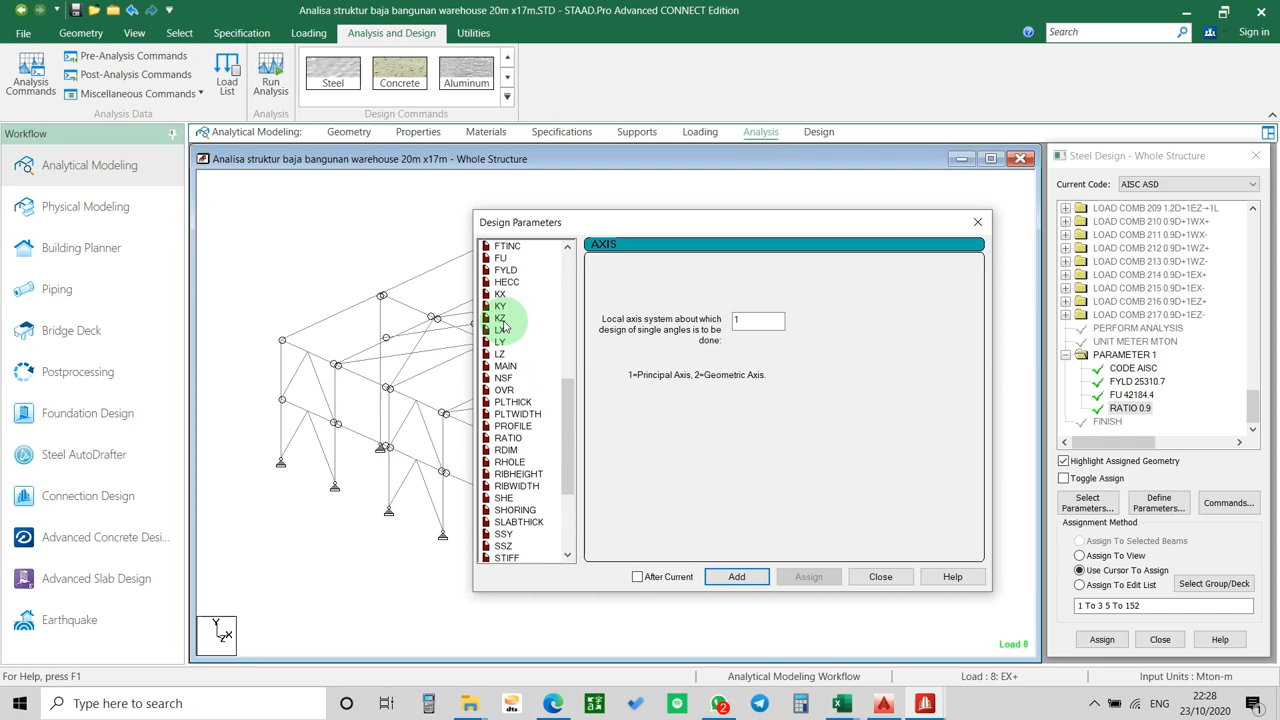 Analisa struktur baja bangunan warehouse 20m x17m.STD - STAAD.Pro Advanced CONNECT Edition
File
Geometry
View
Select
Specification
Loading
Analysis and Design
Utilities
Search
Sign in
Analysis Commands
Pre-Analysis Commands
Post-Analysis Commands
Miscellaneous Commands
Load List
Run Analysis
Steel
Concrete
Aluminum
Analysis Data
Analysis
Design Commands
Workflow
Analytical Modeling:
Geometry
Properties
Materials
Specifications
Supports
Loading
Analysis
Design
Analytical Modeling
Physical Modeling
Building Planner
Piping
Bridge Deck
Postprocessing
Foundation Design
Steel AutoDrafter
Connection Design
Advanced Concrete Desi...
Advanced Slab Design
Earthquake
Analisa struktur baja bangunan warehouse 20m x17m - Whole Structure
Design Parameters
FTINC
FU
FYLD
HECC
KX
KY
KZ
LX
LY
LZ
MAIN
NSF
OVR
PLTHICK
PLTWIDTH
PROFILE
RATIO
RDIM
RHOLE
RIBHEIGHT
RIBWIDTH
SHE
SHORING
SLABTHICK
SSY
SSZ
STIFF
AXIS
Local axis system about which
design of single angles is to be
done:
1
1=Principal Axis, 2=Geometric Axis.
After Current
Add
Assign
Close
Help
Y
X
Z
Load 8
Steel Design - Whole Structure
Current Code:
AISC ASD
LOAD COMB 209 1.2D+1EZ-+1L
LOAD COMB 210 0.9D+1WX+
LOAD COMB 211 0.9D+1WX-
LOAD COMB 212 0.9D+1WZ+
LOAD COMB 213 0.9D+1WZ-
LOAD COMB 214 0.9D+1EX+
LOAD COMB 215 0.9D+1EX-
LOAD COMB 216 0.9D+1EZ+
LOAD COMB 217 0.9D+1EZ-
PERFORM ANALYSIS
UNIT METER MTON
PARAMETER 1
CODE AISC
FYLD 25310.7
FU 42184.4
RATIO 0.9
FINISH
Highlight Assigned Geometry
Toggle Assign
Select Parameters...
Define Parameters...
Commands...
Assignment Method
Assign To Selected Beams
Assign To View
Use Cursor To Assign
Assign To Edit List
Select Group/Deck
1 To 3 5 To 152
Assign
Close
Help
For Help, press F1
Analytical Modeling Workflow
Load : 8: EX+
Input Units : Mton-m
Type here to search
dts
2
ENG
22:28
23/10/2020
1